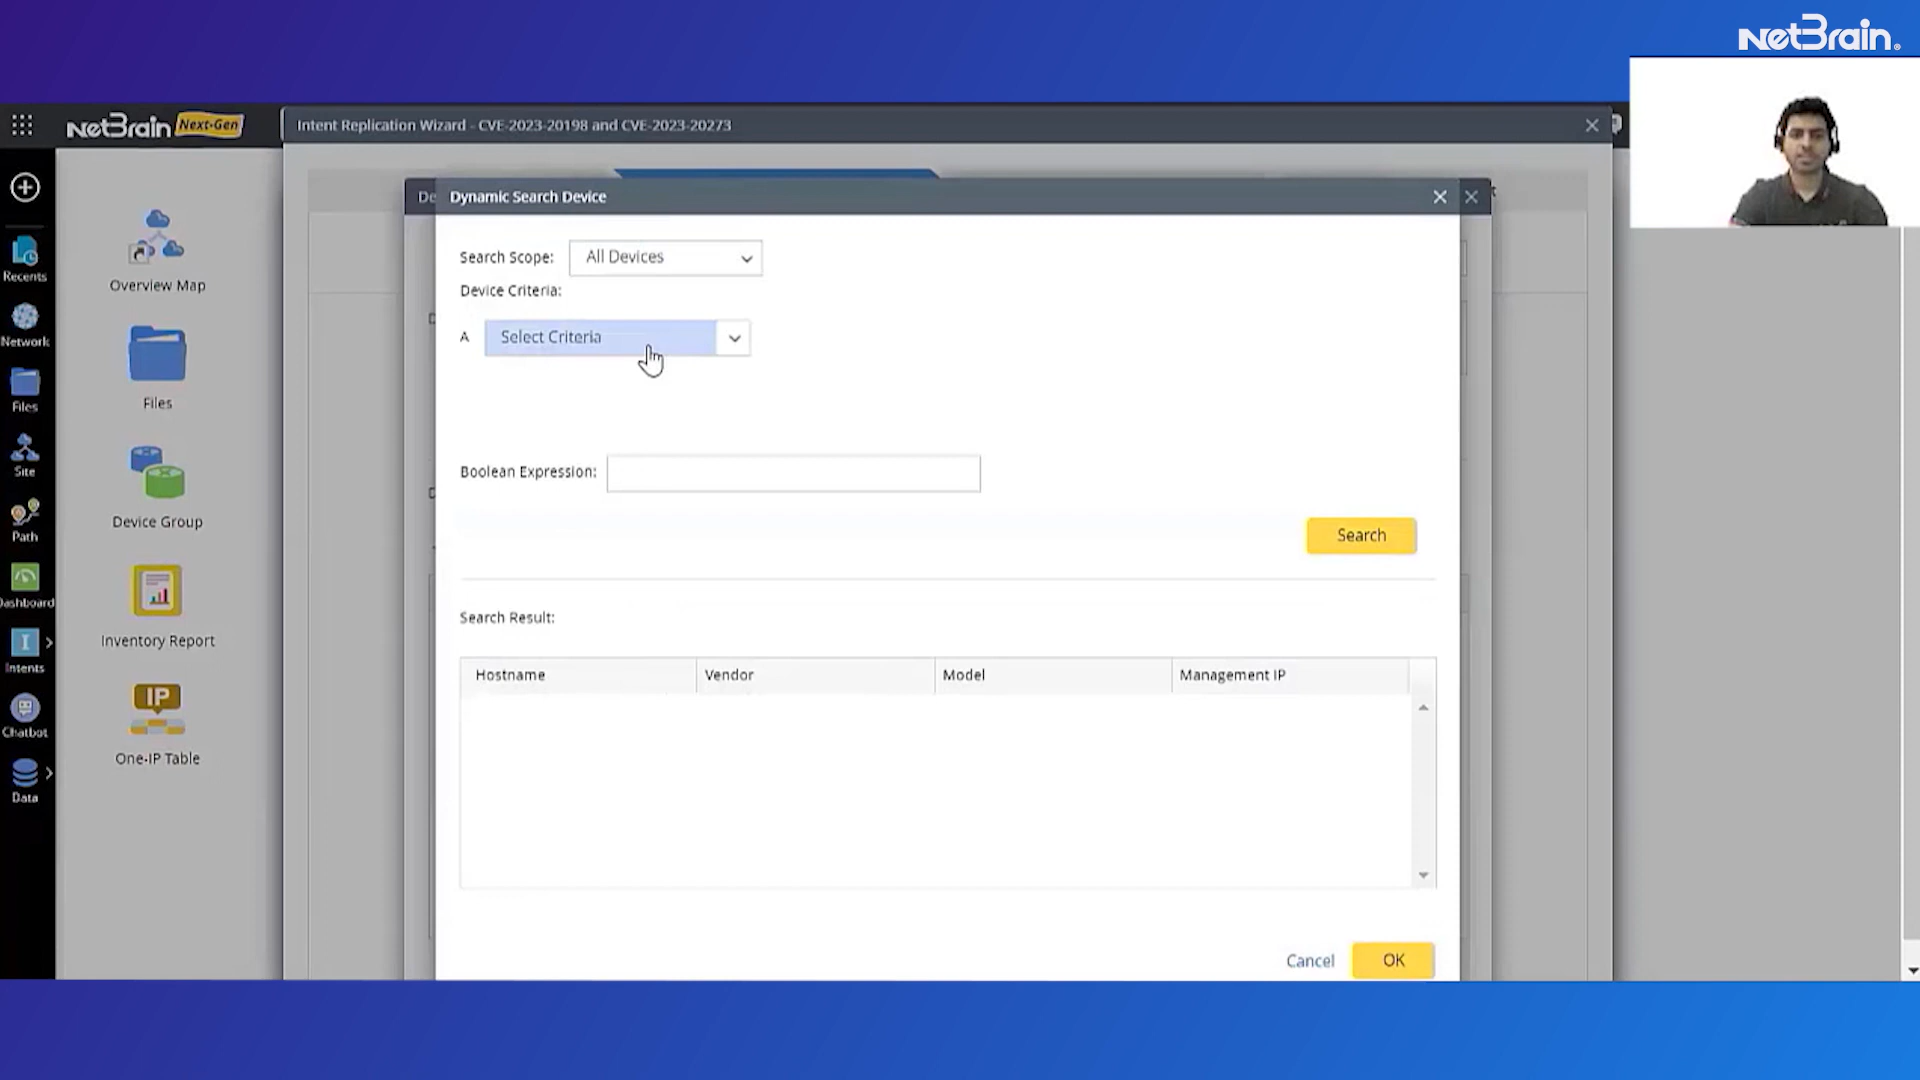 NetBrain®
NetBrain Next-Gen
Intent Replication Wizard - CVE-2023-20198 and CVE-2023-20273
De
Dynamic Search Device
Search Scope: All Devices
Device Criteria:
A Select Criteria
Boolean Expression:
Search
Search Result:
Hostname Vendor Model Management IP
Cancel OK
Recents
Network
Files
Site
Path
Dashboard
Intents
Chatbot
Data
Overview Map
Files
Device Group
Inventory Report
IP
One-IP Table